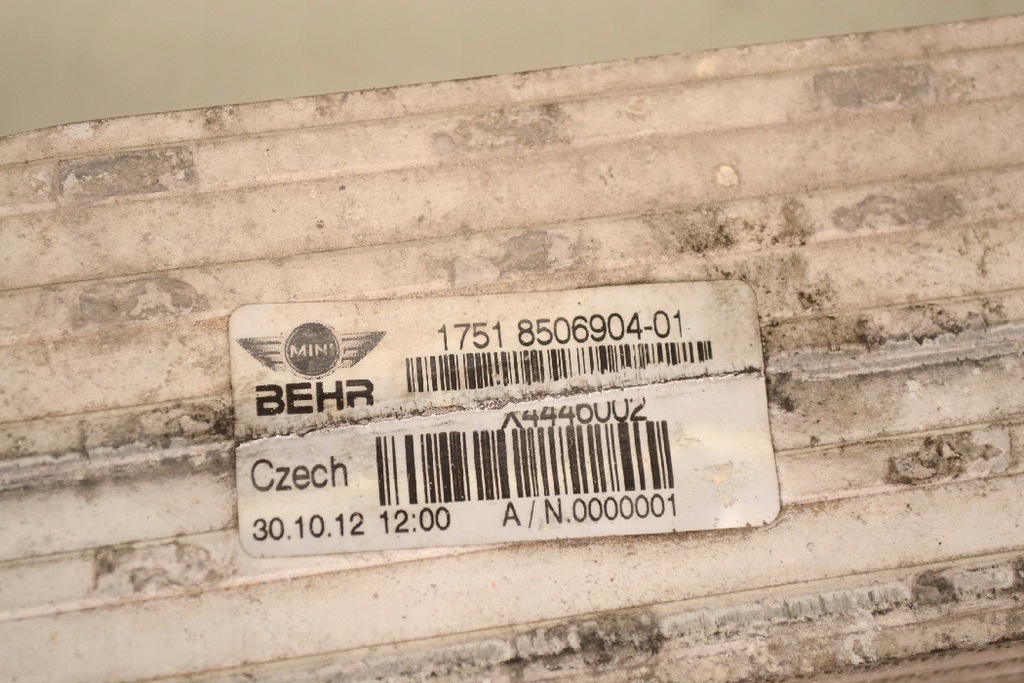 MINI
BEHR
1751 8506904-01
X4446002
Czech
30.10.12 12:00
A / N.0000001